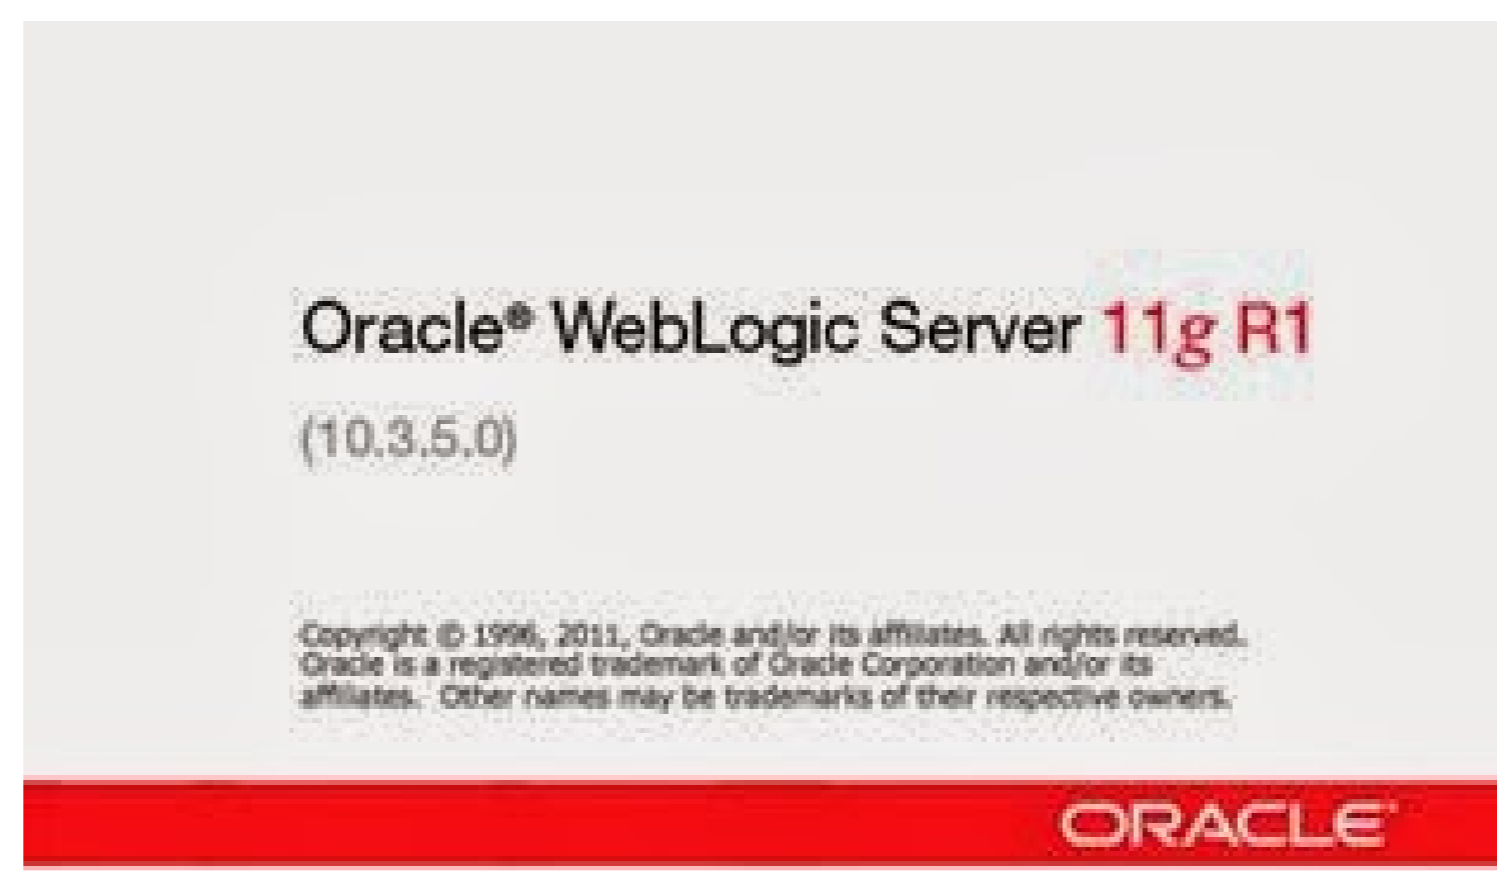 Oracle® WebLogic Server 11g R1
(10.3.5.0)
Copyright © 1996, 2011, Oracle and/or its affiliates. All rights reserved.
Oracle is a registered trademark of Oracle Corporation and/or its
affiliates.  Other names may be trademarks of their respective owners.
ORACLE